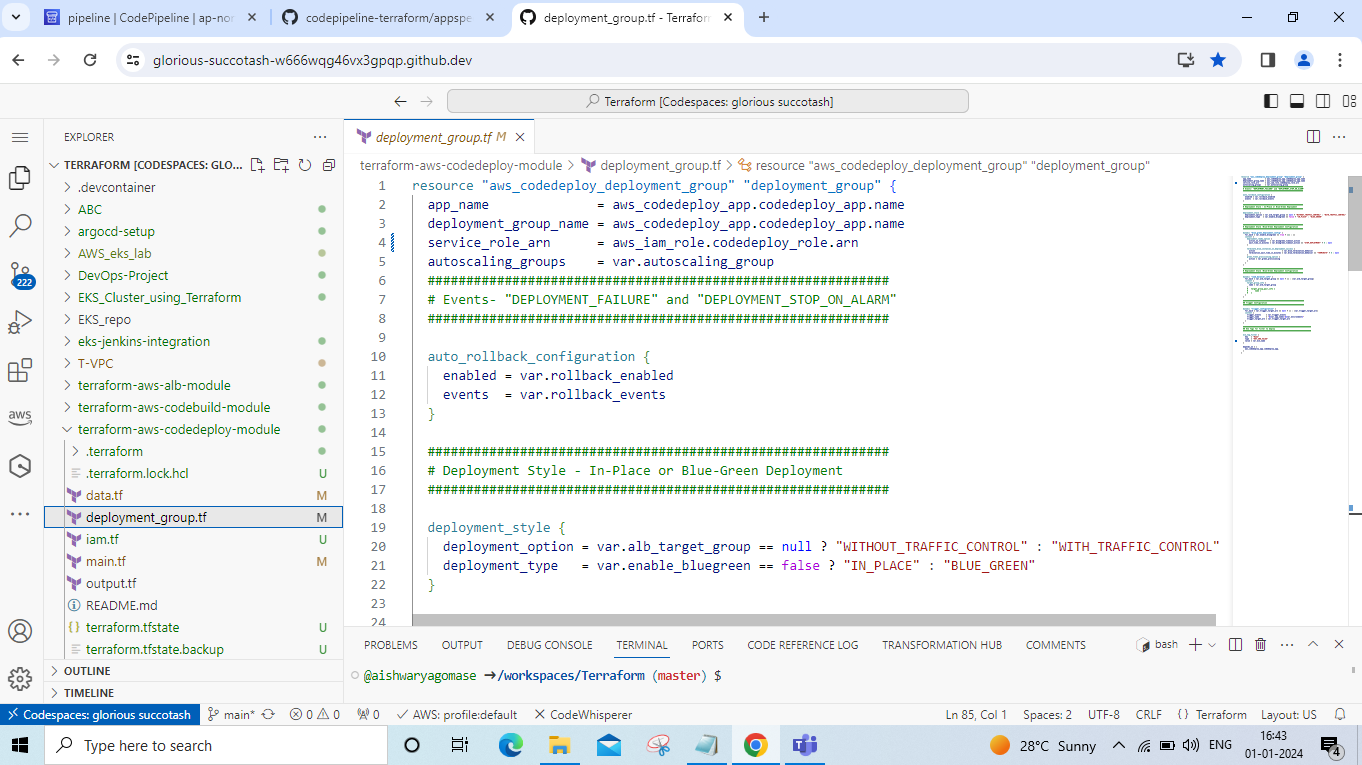 pipeline | CodePipeline | ap-nor
codepipeline-terraform/appspe
deployment_group.tf - Terraform
glorious-succotash-w666wqg46vx3gpqp.github.dev
Terraform [Codespaces: glorious succotash]
EXPLORER
TERRAFORM [CODESPACES: GLO...
.devcontainer
ABC
argocd-setup
AWS_eks_lab
DevOps-Project
EKS_Cluster_using_Terraform
EKS_repo
eks-jenkins-integration
T-VPC
terraform-aws-alb-module
terraform-aws-codebuild-module
terraform-aws-codedeploy-module
.terraform
.terraform.lock.hcl U
data.tf M
deployment_group.tf M
iam.tf U
main.tf M
output.tf
README.md
terraform.tfstate U
terraform.tfstate.backup U
OUTLINE
TIMELINE
222
aws
deployment_group.tf M
terraform-aws-codedeploy-module > deployment_group.tf > resource "aws_codedeploy_deployment_group" "deployment_group"
1 resource "aws_codedeploy_deployment_group" "deployment_group" {
2 app_name = aws_codedeploy_app.codedeploy_app.name
3 deployment_group_name = aws_codedeploy_app.codedeploy_app.name
4 service_role_arn = aws_iam_role.codedeploy_role.arn
5 autoscaling_groups = var.autoscaling_group
6 ############################################################
7 # Events- "DEPLOYMENT_FAILURE" and "DEPLOYMENT_STOP_ON_ALARM"
8 ############################################################
9
10 auto_rollback_configuration {
11 enabled = var.rollback_enabled
12 events = var.rollback_events
13 }
14
15 ############################################################
16 # Deployment Style - In-Place or Blue-Green Deployment
17 ############################################################
18
19 deployment_style {
20 deployment_option = var.alb_target_group == null ? "WITHOUT_TRAFFIC_CONTROL" : "WITH_TRAFFIC_CONTROL"
21 deployment_type = var.enable_bluegreen == false ? "IN_PLACE" : "BLUE_GREEN"
22 }
23
24
PROBLEMS OUTPUT DEBUG CONSOLE TERMINAL PORTS CODE REFERENCE LOG TRANSFORMATION HUB COMMENTS
bash
@aishwaryagomase →/workspaces/Terraform (master) $
Codespaces: glorious succotash main* 0 0 0 AWS: profile:default CodeWhisperer Ln 85, Col 1 Spaces: 2 UTF-8 CRLF {} Terraform Layout: US
Type here to search
28°C Sunny
ENG
16:43
01-01-2024
4